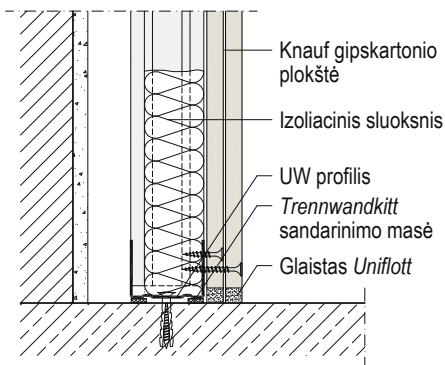 Knauf gipskartonio
plokštė
Izoliacinis sluoksnis
UW profilis
Trennwandkitt
sandarinimo masė
Glaistas Uniflott